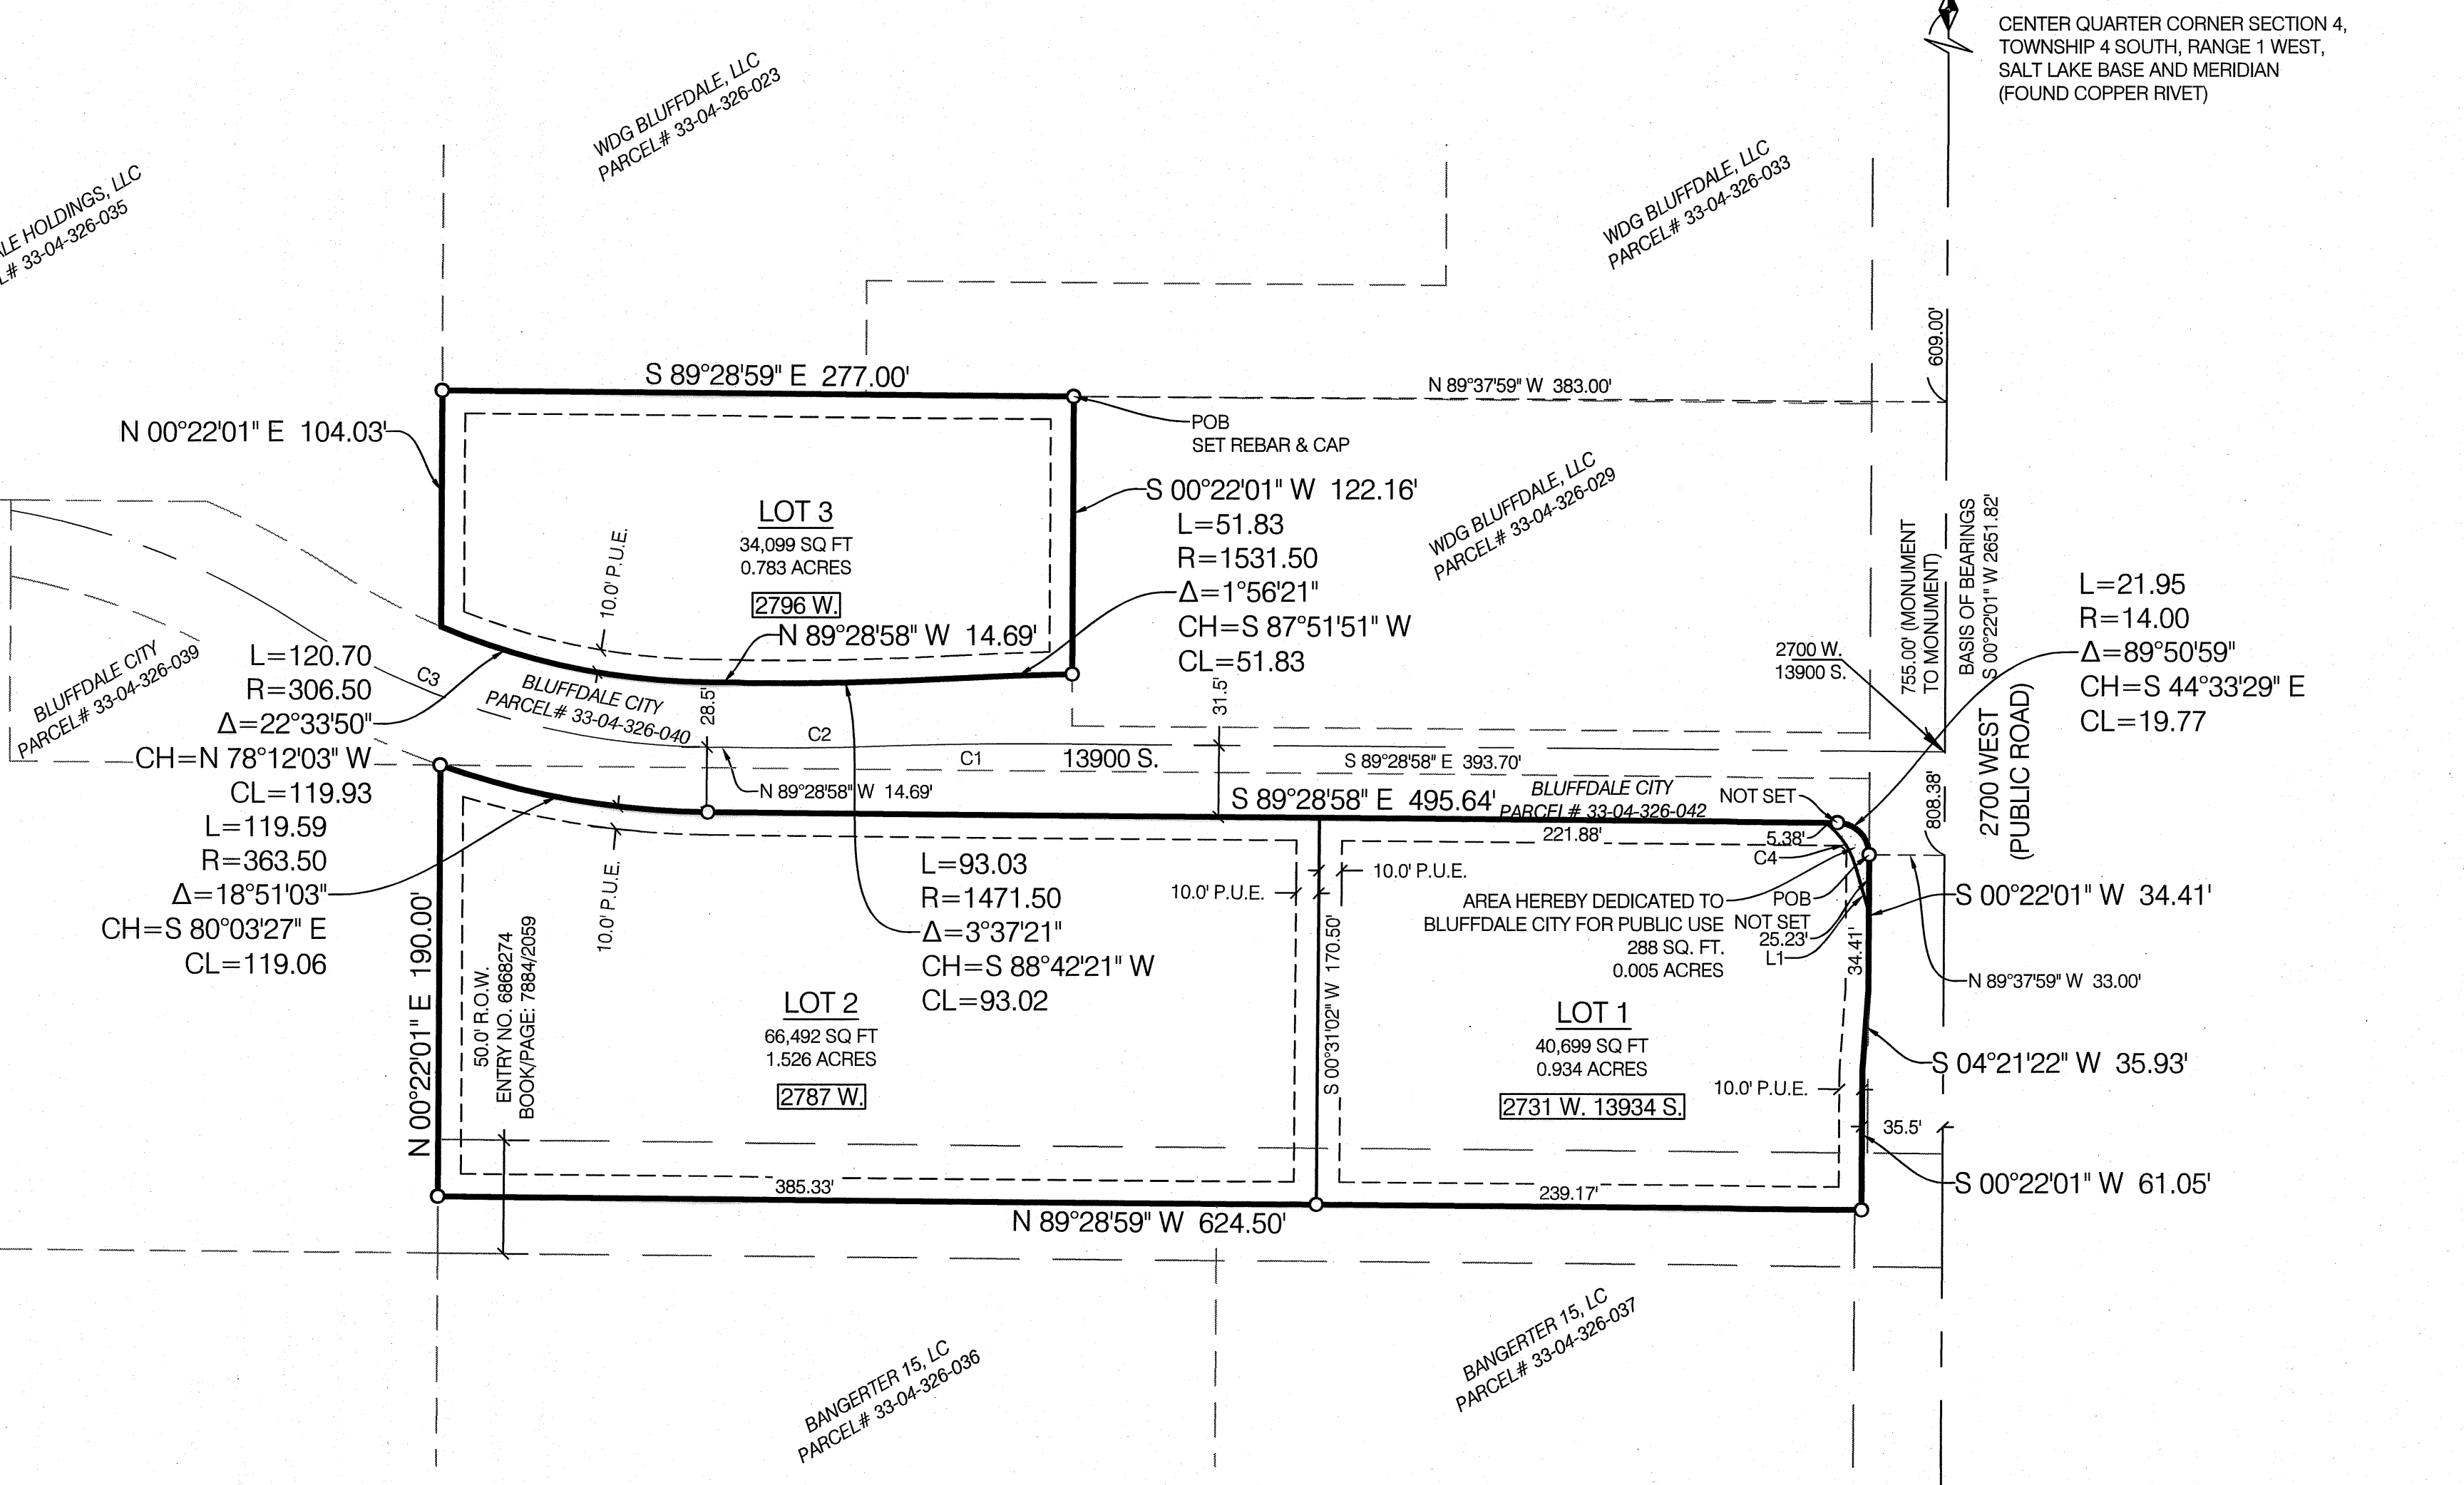 CENTER QUARTER CORNER SECTION 4,
TOWNSHIP 4 SOUTH, RANGE 1 WEST,
SALT LAKE BASE AND MERIDIAN
(FOUND COPPER RIVET)
WDG BLUFFDALE, LLC
PARCEL# 33-04-326-023
WDG BLUFFDALE, LLC
PARCEL# 33-04-326-033
HOLDINGS, LLC
33-04-326-035
609.00'
S 89°28'59" E 277.00'
N 89°37'59" W 383.00'
POB
SET REBAR & CAP
N 00°22'01" E 104.03'
S 00°22'01" W 122.16'
L=51.83
R=1531.50
Δ=1°56'21"
CH=S 87°51'51" W
CL=51.83
WDG BLUFFDALE, LLC
PARCEL# 33-04-326-029
LOT 3
34,099 SQ FT
0.783 ACRES
2796 W.
10.0' P.U.E.
N 89°28'58" W 14.69'
755.00' (MONUMENT
TO MONUMENT)
BASIS OF BEARINGS
S 00°22'01" W 2651.82'
L=21.95
R=14.00
Δ=89°50'59"
CH=S 44°33'29" E
CL=19.77
2700 W.
13900 S.
2700 WEST
(PUBLIC ROAD)
BLUFFDALE CITY
PARCEL# 33-04-326-039
L=120.70
R=306.50
Δ=22°33'50"
CH=N 78°12'03" W
CL=119.93
C3
BLUFFDALE CITY
PARCEL# 33-04-326-040
28.5'
C2
31.5'
C1
13900 S.
S 89°28'58" E 393.70'
N 89°28'58" W 14.69'
S 89°28'58" E 495.64'
BLUFFDALE CITY
PARCEL# 33-04-326-042
NOT SET
808.38'
L=119.59
R=363.50
Δ=18°51'03"
CH=S 80°03'27" E
CL=119.06
10.0' P.U.E.
221.88'
5.38'
C4
L=93.03
R=1471.50
Δ=3°37'21"
CH=S 88°42'21" W
CL=93.02
10.0' P.U.E.
10.0' P.U.E.
AREA HEREBY DEDICATED TO
BLUFFDALE CITY FOR PUBLIC USE
288 SQ. FT.
0.005 ACRES
POB
NOT SET
25.23'
L1
34.41'
S 00°22'01" W 34.41'
N 89°37'59" W 33.00'
N 00°22'01" E 190.00'
50.0' R.O.W.
ENTRY NO. 6868274
BOOK/PAGE: 7884/2059
LOT 2
66,492 SQ FT
1.526 ACRES
2787 W.
S 00°31'02" W 170.50'
LOT 1
40,699 SQ FT
0.934 ACRES
2731 W. 13934 S.
10.0' P.U.E.
S 04°21'22" W 35.93'
35.5'
S 00°22'01" W 61.05'
385.33'
239.17'
N 89°28'59" W 624.50'
BANGERTER 15, LC
PARCEL# 33-04-326-036
BANGERTER 15, LC
PARCEL# 33-04-326-037